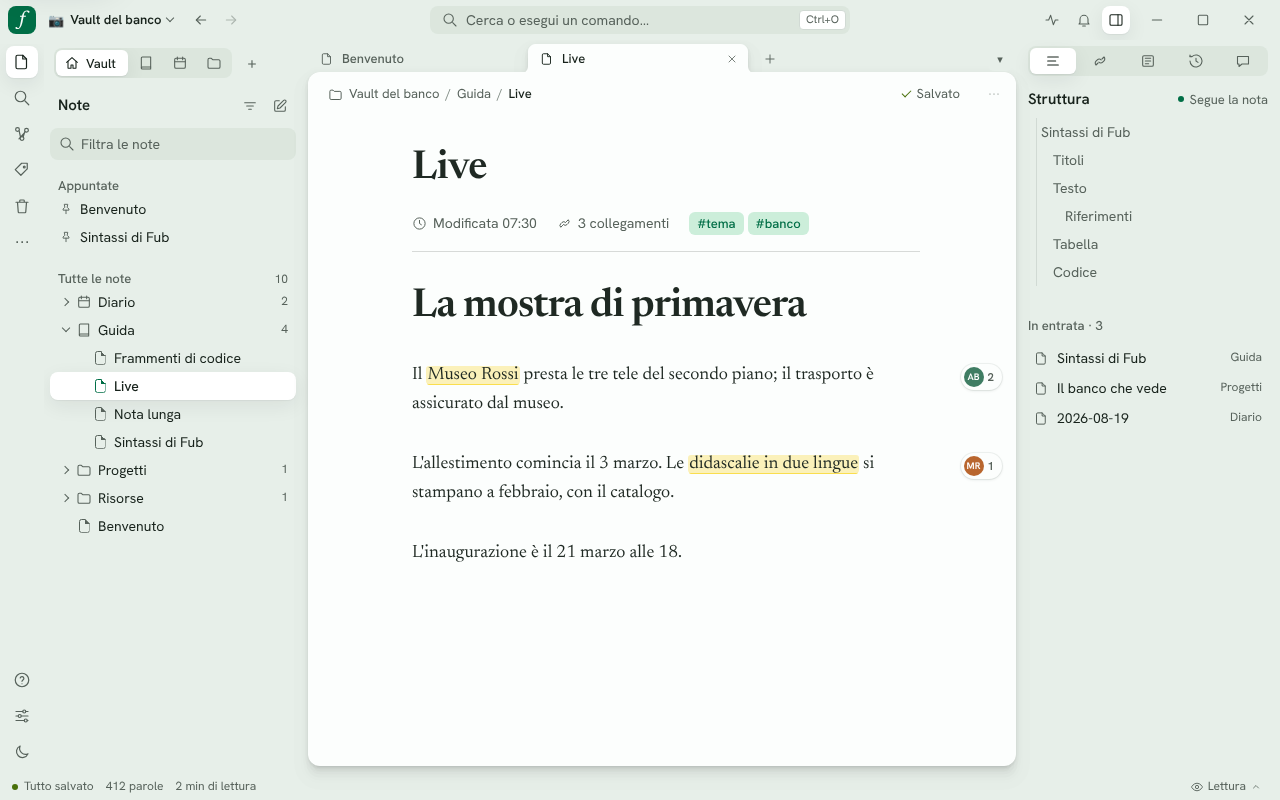 f
Vault del banco
Cerca o esegui un comando…
Ctrl+O
Vault
Note
Filtra le note
Appuntate
Benvenuto
Sintassi di Fub
Tutte le note 10
Diario 2
Guida 4
Frammenti di codice
Live
Nota lunga
Sintassi di Fub
Progetti 1
Risorse 1
Benvenuto
Benvenuto
Live
Vault del banco / Guida / Live
Salvato
Live
Modificata 07:30
3 collegamenti
#tema
#banco
La mostra di primavera
Il Museo Rossi presta le tre tele del secondo piano; il trasporto è
assicurato dal museo.
AB 2
L'allestimento comincia il 3 marzo. Le didascalie in due lingue si
stampano a febbraio, con il catalogo.
MR 1
L'inaugurazione è il 21 marzo alle 18.
Struttura
Segue la nota
Sintassi di Fub
Titoli
Testo
Riferimenti
Tabella
Codice
In entrata · 3
Sintassi di Fub Guida
Il banco che vede Progetti
2026-08-19 Diario
Tutto salvato
412 parole
2 min di lettura
Lettura